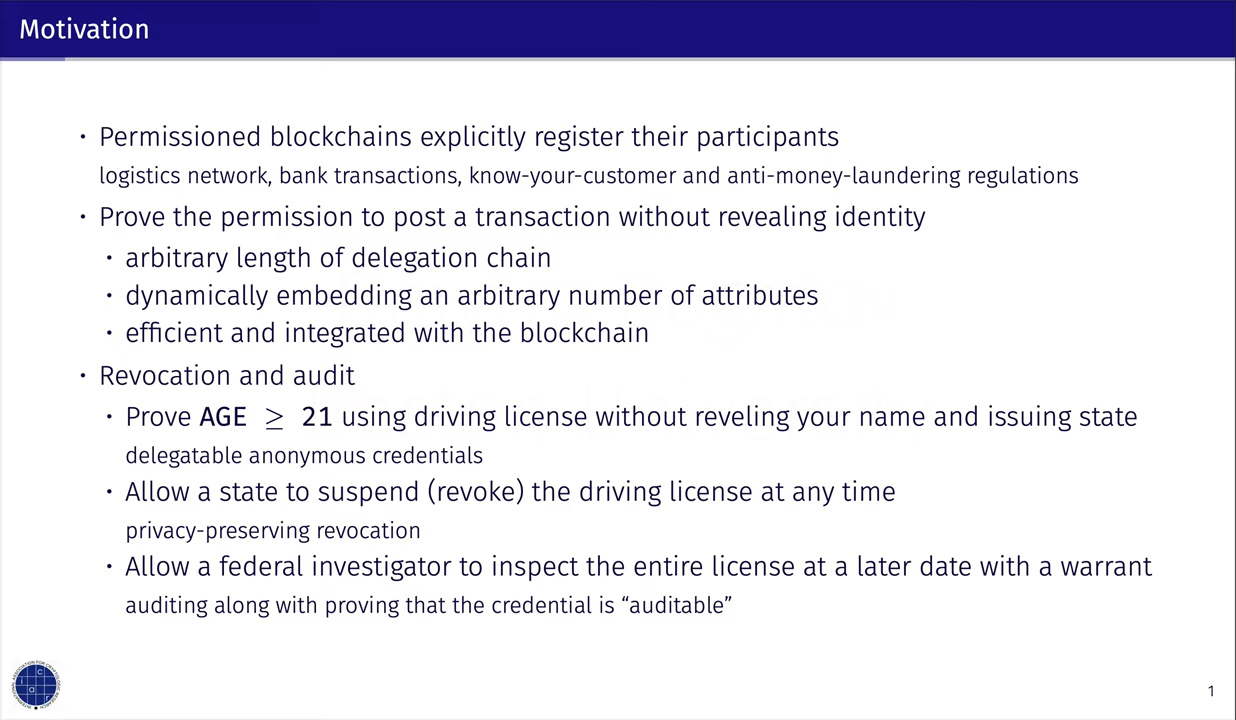 Motivation
• Permissioned blockchains explicitly register their participants
logistics network, bank transactions, know-your-customer and anti-money-laundering regulations
• Prove the permission to post a transaction without revealing identity
• arbitrary length of delegation chain
• dynamically embedding an arbitrary number of attributes
• efficient and integrated with the blockchain
• Revocation and audit
• Prove AGE ≥ 21 using driving license without reveling your name and issuing state
delegatable anonymous credentials
• Allow a state to suspend (revoke) the driving license at any time
privacy-preserving revocation
• Allow a federal investigator to inspect the entire license at a later date with a warrant
auditing along with proving that the credential is “auditable”
INTERNATIONAL ASSOCIATION FOR CRYPTOLOGIC RESEARCH
i a c r
1